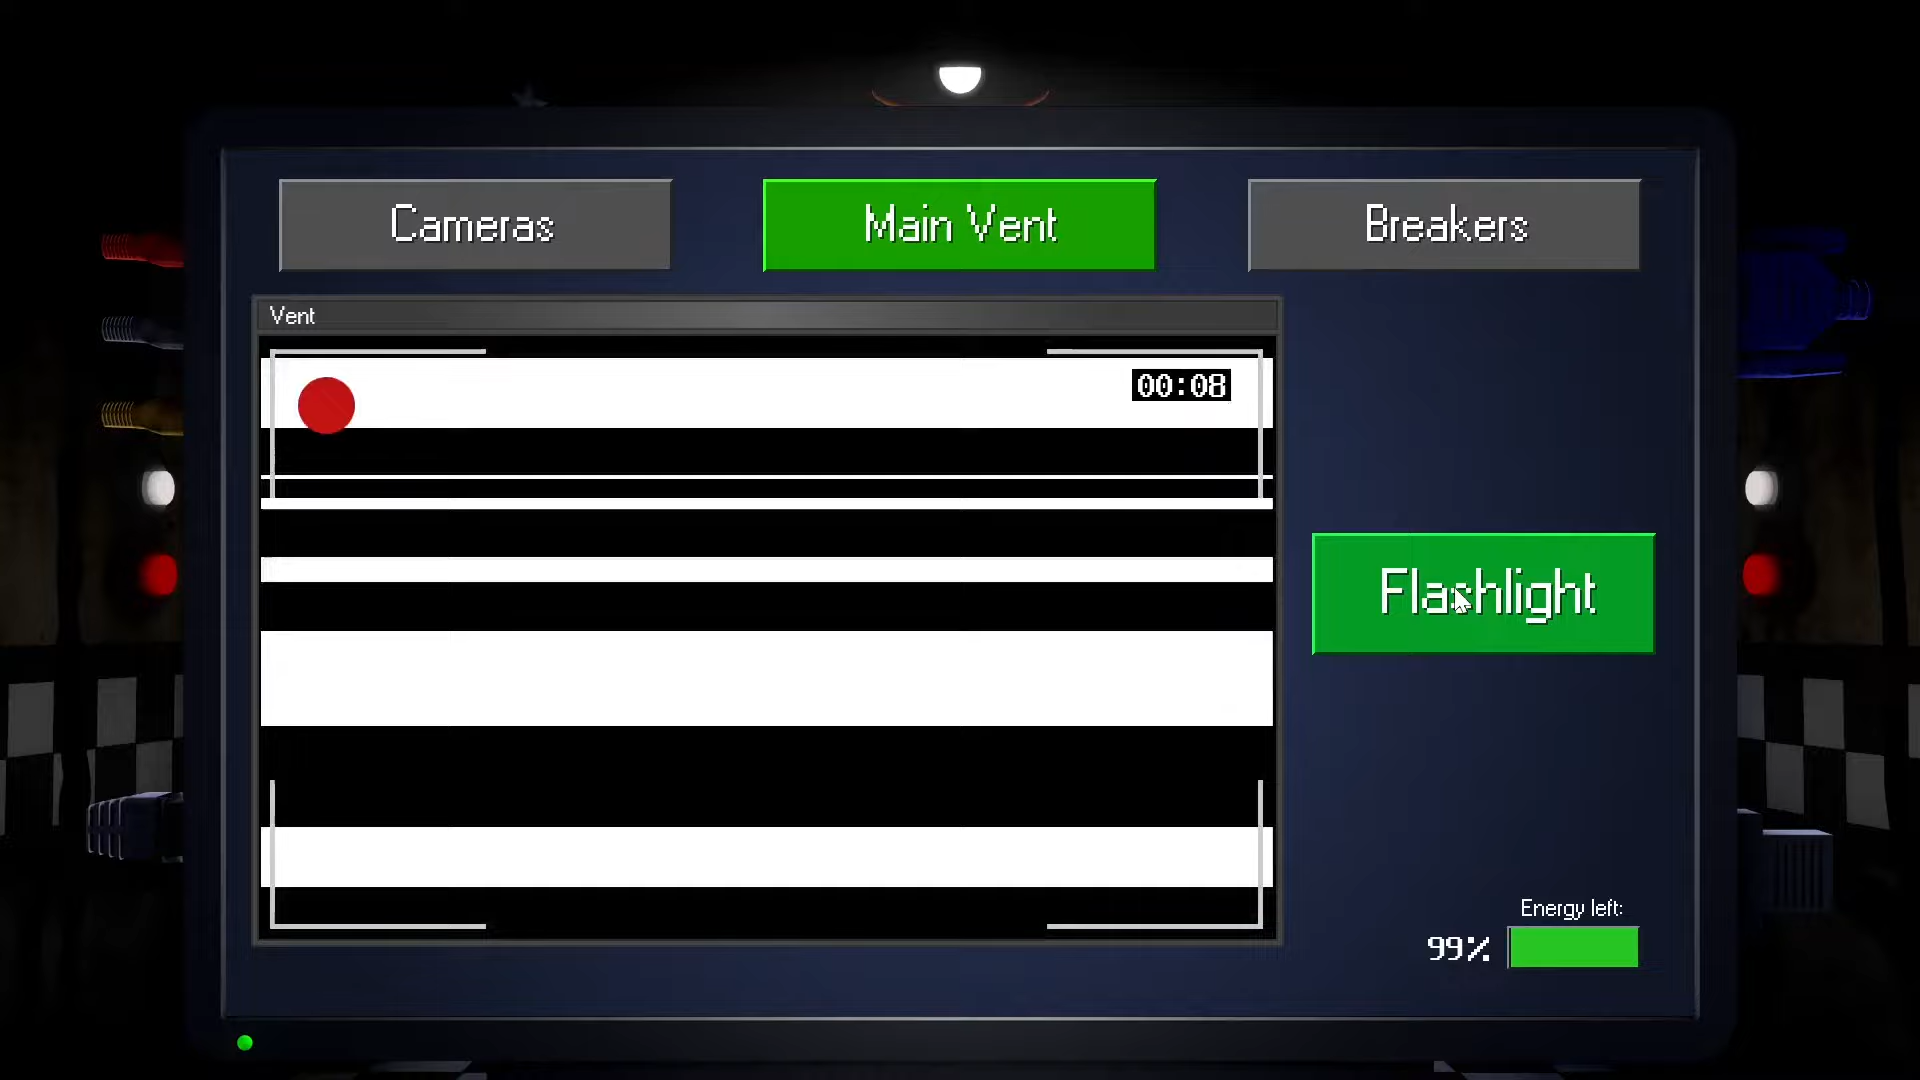 Cameras
Main Vent
Breakers
Vent
00:08
Flashlight
Energy left:
99%